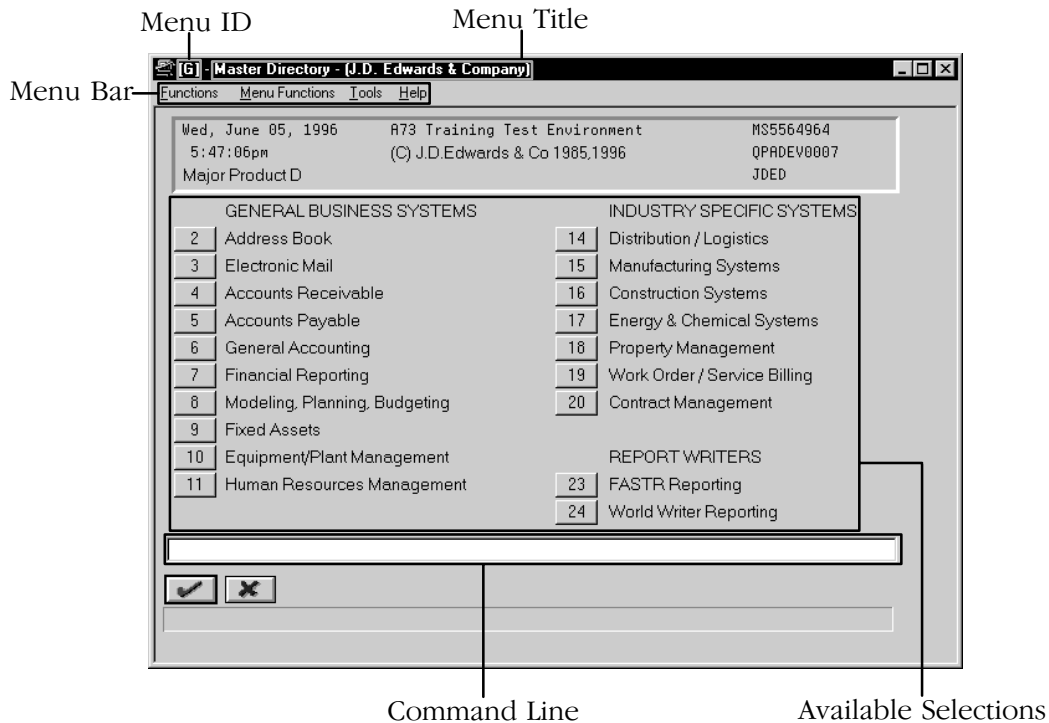 Menu ID
Menu Title
[G] - [Master Directory - (J.D. Edwards & Company)]
Menu Bar
Functions Menu Functions Tools Help
Wed, June 05, 1996 A73 Training Test Environment MS5564964
5:47:06pm (C) J.D.Edwards & Co 1985,1996 QPADEV0007
Major Product D JDED
GENERAL BUSINESS SYSTEMS INDUSTRY SPECIFIC SYSTEMS
2 Address Book 14 Distribution / Logistics
3 Electronic Mail 15 Manufacturing Systems
4 Accounts Receivable 16 Construction Systems
5 Accounts Payable 17 Energy & Chemical Systems
6 General Accounting 18 Property Management
7 Financial Reporting 19 Work Order / Service Billing
8 Modeling, Planning, Budgeting 20 Contract Management
9 Fixed Assets
10 Equipment/Plant Management REPORT WRITERS
11 Human Resources Management 23 FASTR Reporting
24 World Writer Reporting
Command Line
Available Selections